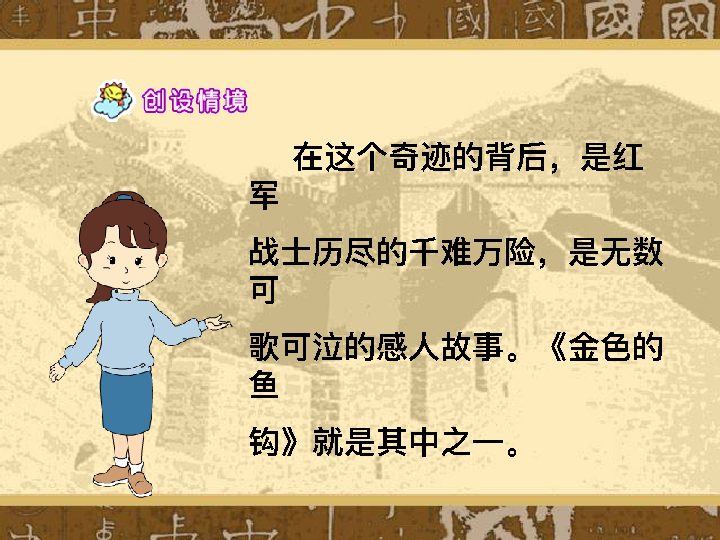 创设情境
在这个奇迹的背后，是红
军
战士历尽的千难万险，是无数
可
歌可泣的感人故事。《金色的
鱼
钩》就是其中之一。